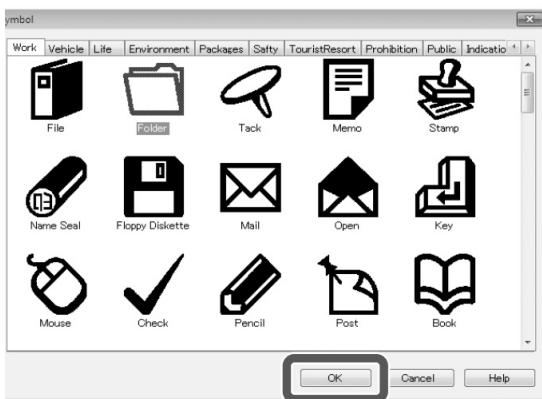 ymbol
Work Vehicle Life Environment Packages Safty TouristResort Prohibition Public Indicatio
File Folder Tack Memo Stamp
Name Seal Floppy Diskette Mail Open Key
Mouse Check Pencil Post Book
OK Cancel Help